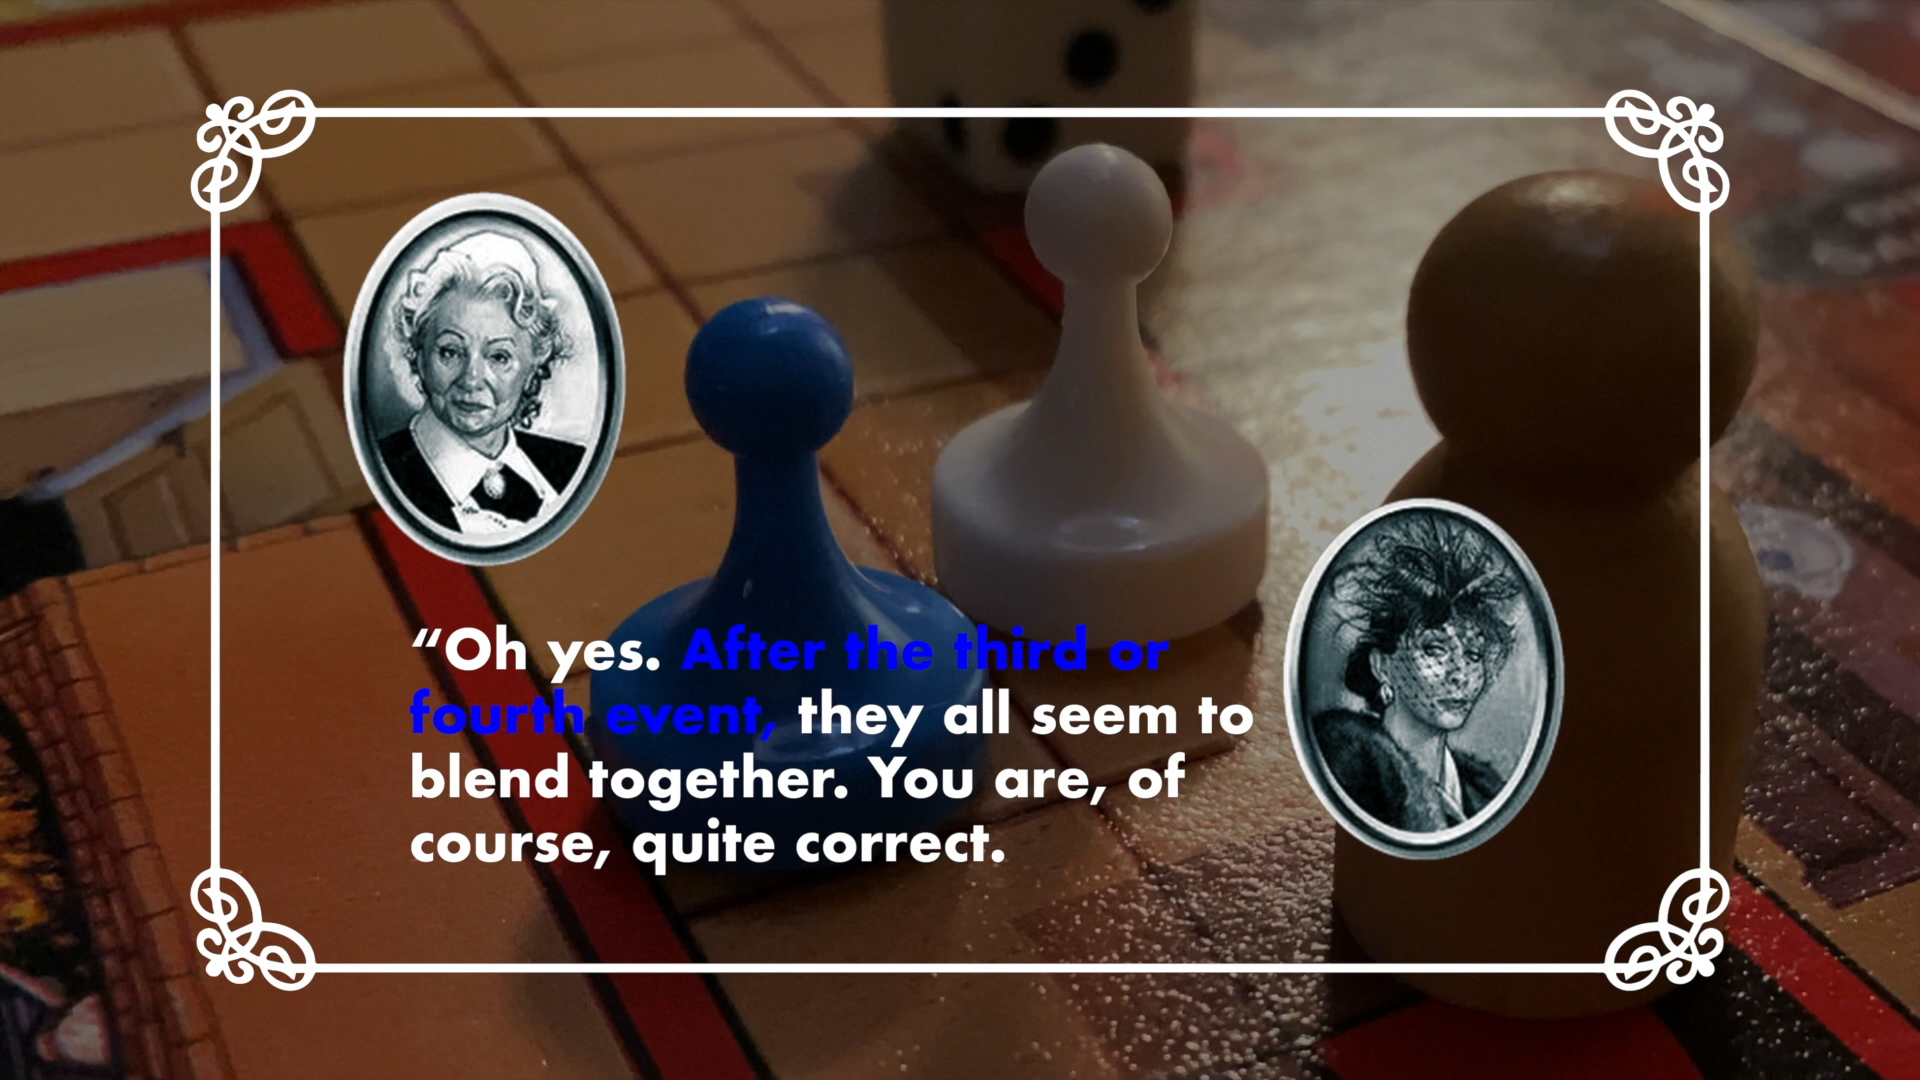 “Oh yes. After the third or
fourth event, they all seem to
blend together. You are, of
course, quite correct.